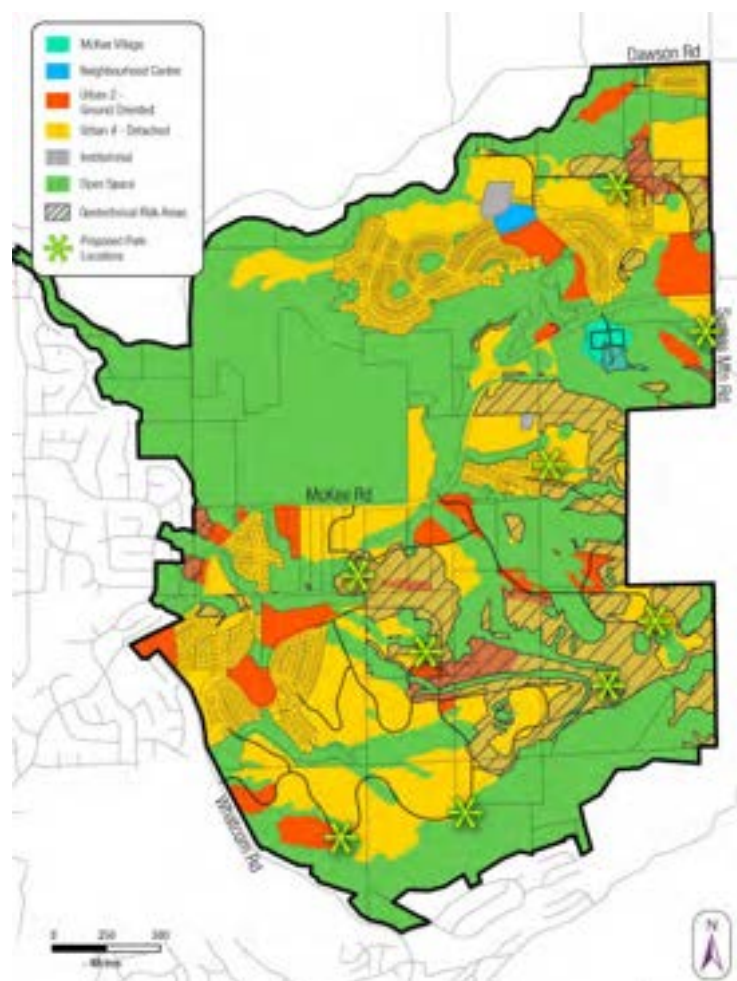 McKee Village
Neighbourhood Centre
Urban 2 -
Ground Oriented
Urban 4 - Detached
Institutional
Open Space
Geotechnical Risk Areas
Proposed Park
Locations
Dawson Rd
Sumas Mtn Rd
McKee Rd
Whatcom Rd
0 250 500
Metres
N